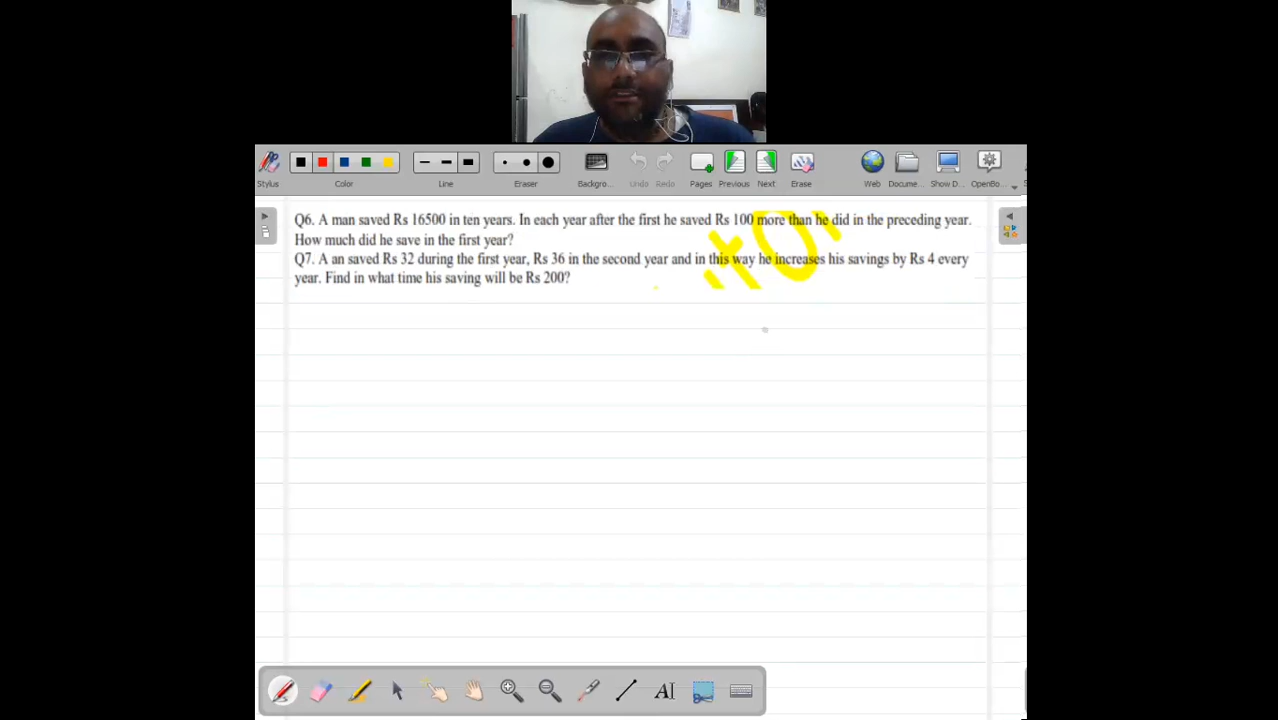 Stylus Color Line Eraser Backgro... Undo Redo Pages Previous Next Erase Web Docume... Show D... OpenBo...
Q6. A man saved Rs 16500 in ten years. In each year after the first he saved Rs 100 more than he did in the preceding year.
How much did he save in the first year?
Q7. A an saved Rs 32 during the first year, Rs 36 in the second year and in this way he increases his savings by Rs 4 every
year. Find in what time his saving will be Rs 200?
AI